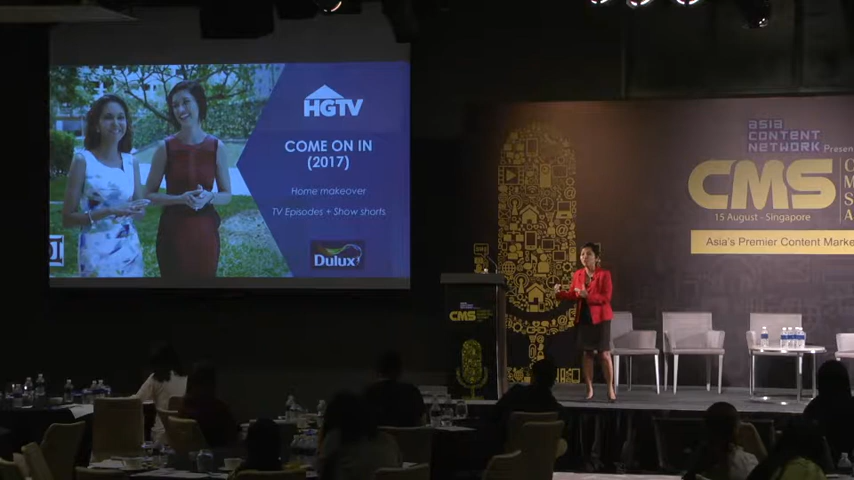 HGTV
COME ON IN
(2017)
Home makeover
TV Episodes + Show shorts
Dulux
CMS
asia
CONTENT
NETWORK Presen
CMS
15 August - Singapore
C
M
S
A
Asia's Premier Content Marke